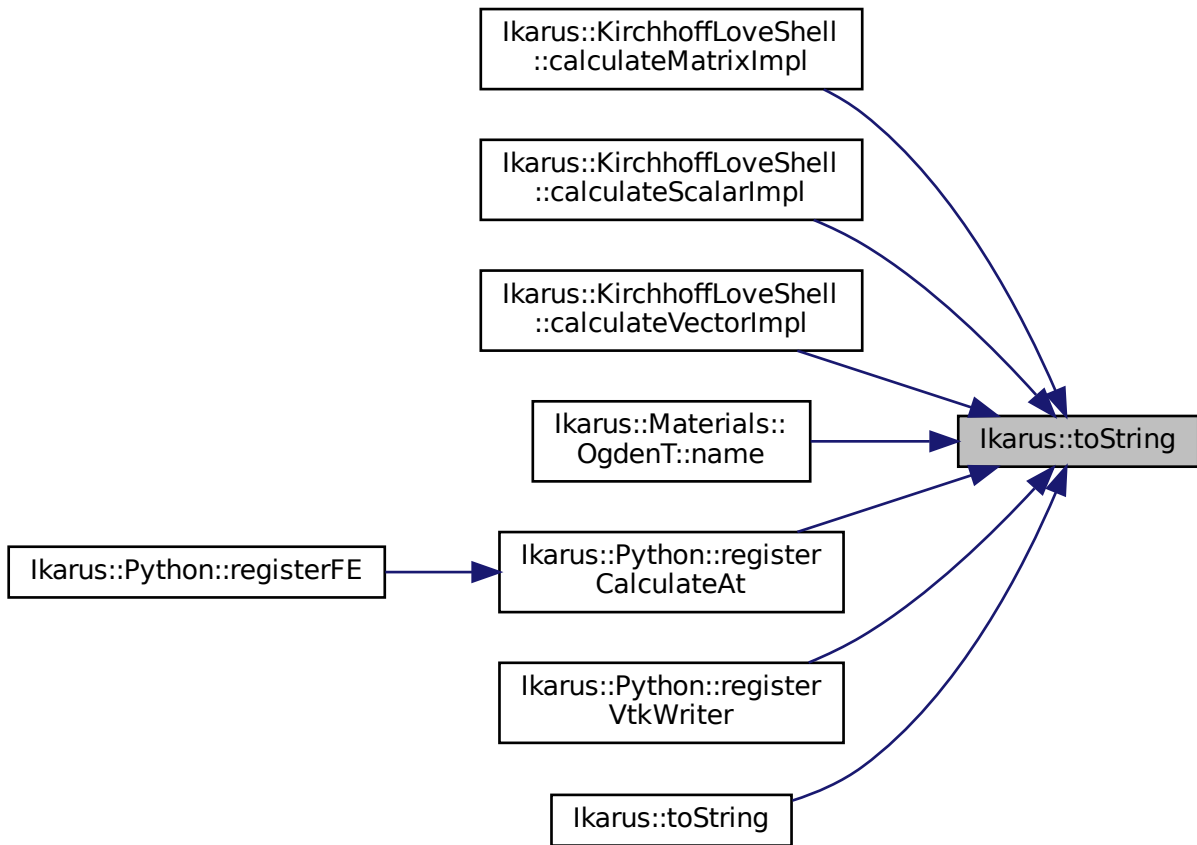 Ikarus::KirchhoffLoveShell
::calculateMatrixImpl
Ikarus::KirchhoffLoveShell
::calculateScalarImpl
Ikarus::KirchhoffLoveShell
::calculateVectorImpl
Ikarus::Materials::
OgdenT::name
Ikarus::toString
Ikarus::Python::registerFE
Ikarus::Python::register
CalculateAt
Ikarus::Python::register
VtkWriter
Ikarus::toString